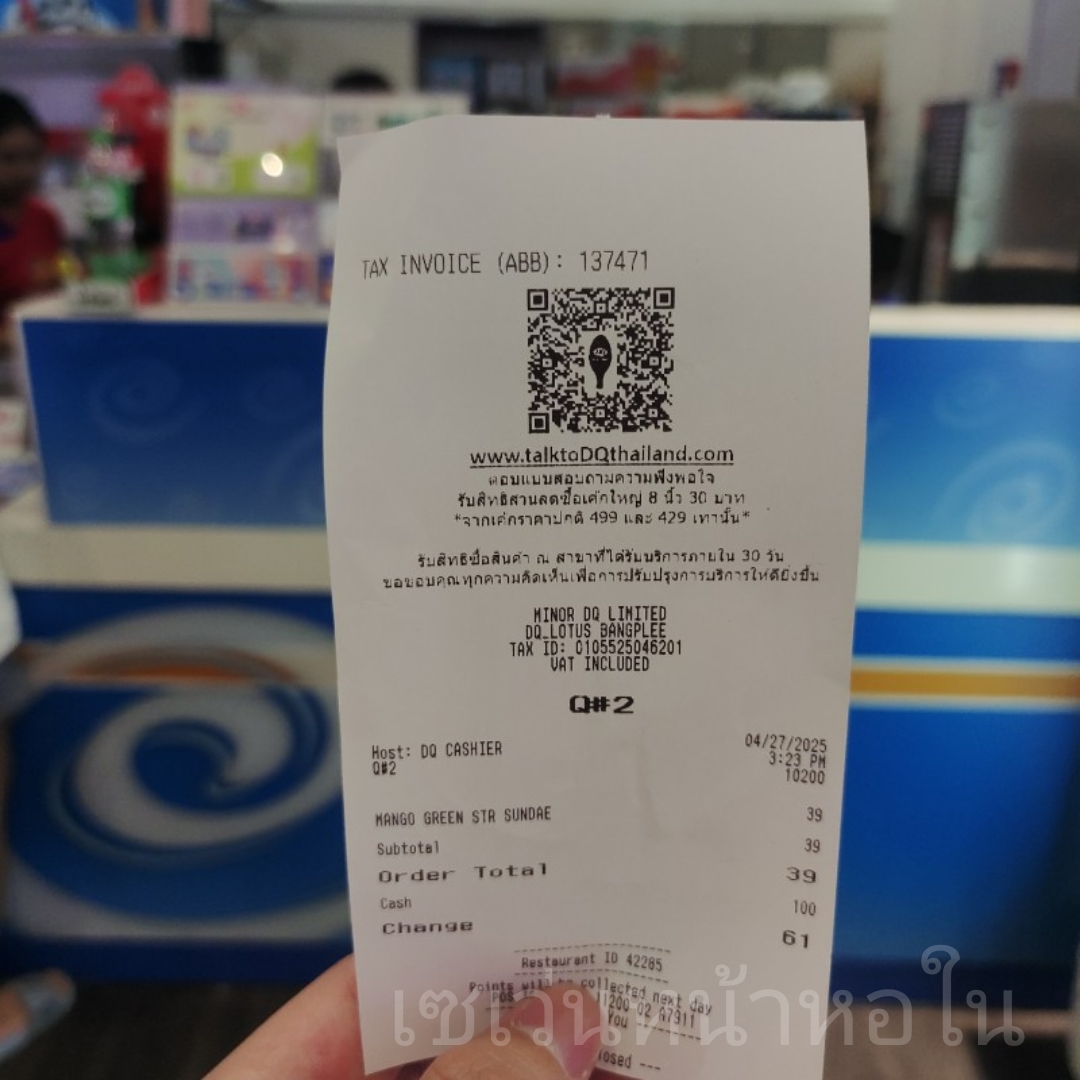 TAX INVOICE (ABB): 137471
www.talktoDQthailand.com
ตอบแบบสอบถามความพึงพอใจ
รับสิทธิส่วนลดซื้อเค้กใหญ่ 8 นิ้ว 30 บาท
*จากเค้กราคาปกติ 499 และ 429 เท่านั้น*
รับสิทธิซื้อสินค้า ณ สาขาที่ได้รับบริการภายใน 30 วัน
ขอขอบคุณทุกความคิดเห็นเพื่อการปรับปรุงการบริการให้ดียิ่งขึ้น
MINOR DQ LIMITED
DQ_LOTUS BANGPLEE
TAX ID: 0105525046201
VAT INCLUDED
Q#2
Host: DQ CASHIER 04/27/2025
Q#2 3:23 PM
10200
MANGO GREEN STR SUNDAE 39
Subtotal 39
Order Total 39
Cash 100
Change 61
Restaurant ID 42285
Points will be collected next day
POS
You
เซเว่นหน้าหอใน